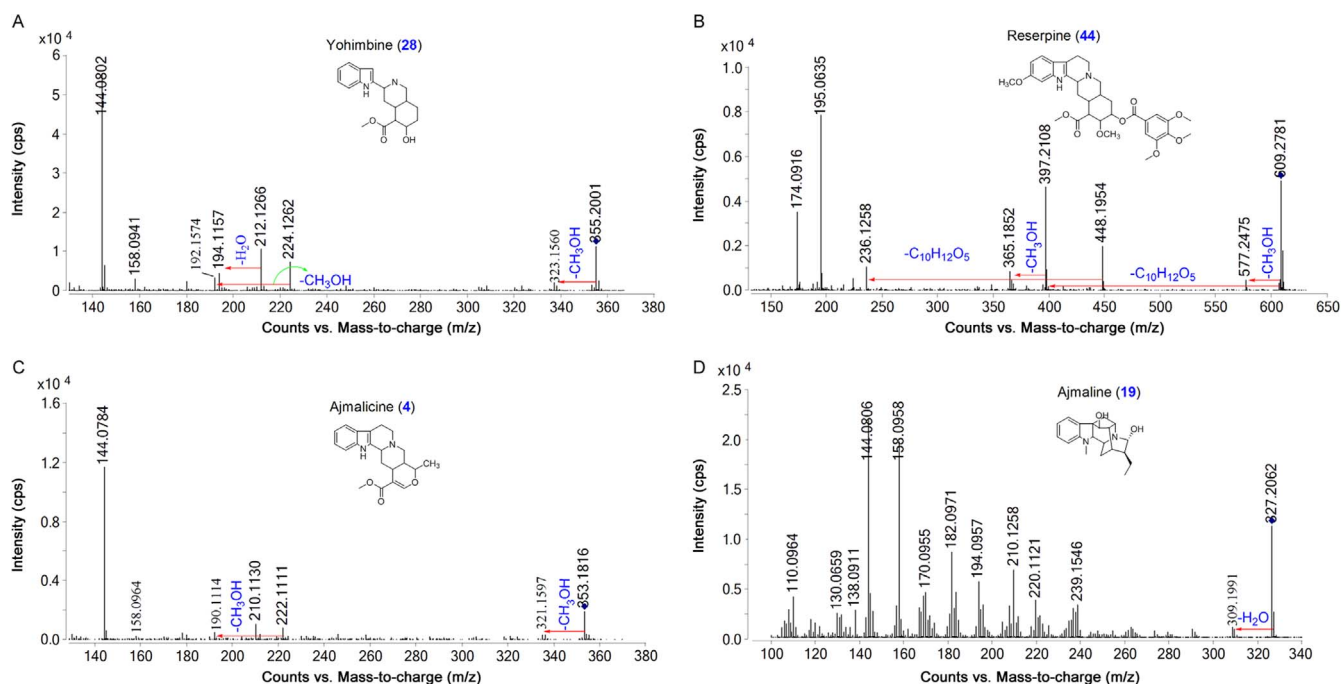 A
Yohimbine (28)
x10 ⁴
6
5
4
3
2
1
0
Intensity (cps)
144.0802
158.0941
192.1574
194.1157
-H₂O
212.1266
224.1262
-CH₃OH
323.1560
-CH₃OH
355.2001
N
N
H
O
O
OH
140 160 180 200 220 240 260 280 300 320 340 360 380
Counts vs. Mass-to-charge (m/z)
B
Reserpine (44)
x10 ⁴
1.0
0.8
0.6
0.4
0.2
0.0
Intensity (cps)
174.0916
195.0635
236.1258
-C₁₀H₁₂O₅
365.1852
-CH₃OH
397.2108
448.1954
-C₁₀H₁₂O₅
577.2475
-CH₃OH
609.2781
OCH₃
N
H
N
O
O
OCH₃
O
O
O
O
O
150 200 250 300 350 400 450 500 550 600 650
Counts vs. Mass-to-charge (m/z)
C
Ajmalicine (4)
x10 ⁴
1.6
1.2
0.8
0.4
0.0
Intensity (cps)
144.0784
158.0964
190.1114
-CH₃OH
210.1130
222.1111
321.1597
-CH₃OH
353.1816
N
H
N
CH₃
O
O
O
140 160 180 200 220 240 260 280 300 320 340 360 380
Counts vs. Mass-to-charge (m/z)
D
Ajmaline (19)
x10 ⁴
2.5
2.0
1.5
1.0
0.5
0.0
Intensity (cps)
110.0964
130.0659
138.0911
144.0806
158.0958
170.0955
182.0971
194.0957
210.1258
220.1121
239.1546
309.1991
-H₂O
327.2062
OH
N
OH
N
100 120 140 160 180 200 220 240 260 280 300 320 340
Counts vs. Mass-to-charge (m/z)